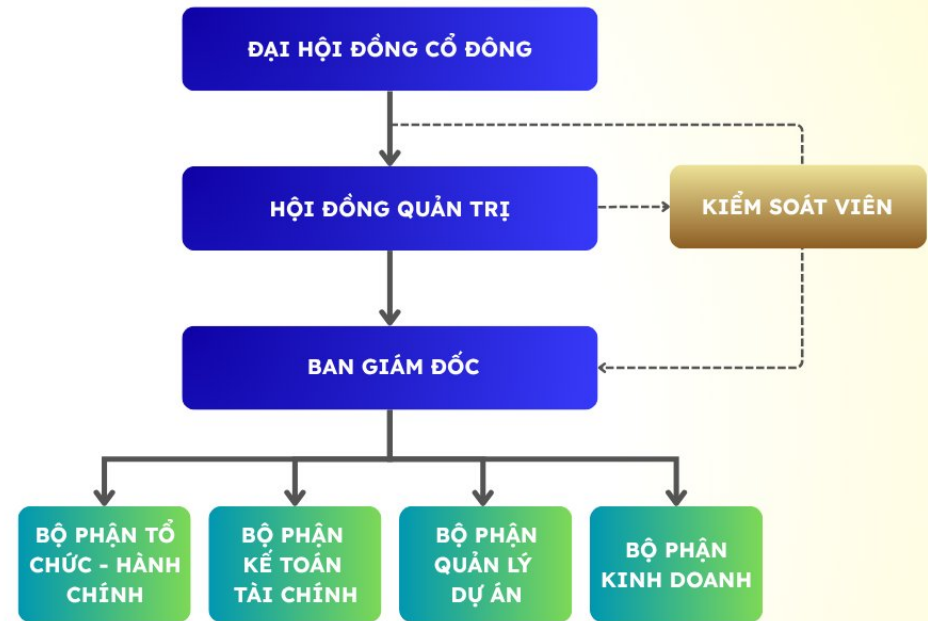 ĐẠI HỘI ĐỒNG CỔ ĐÔNG
HỘI ĐỒNG QUẢN TRỊ
KIỂM SOÁT VIÊN
BAN GIÁM ĐỐC
BỘ PHẬN TỔ
CHỨC - HÀNH
CHÍNH
BỘ PHẬN
KẾ TOÁN
TÀI CHÍNH
BỘ PHẬN
QUẢN LÝ
DỰ ÁN
BỘ PHẬN
KINH DOANH